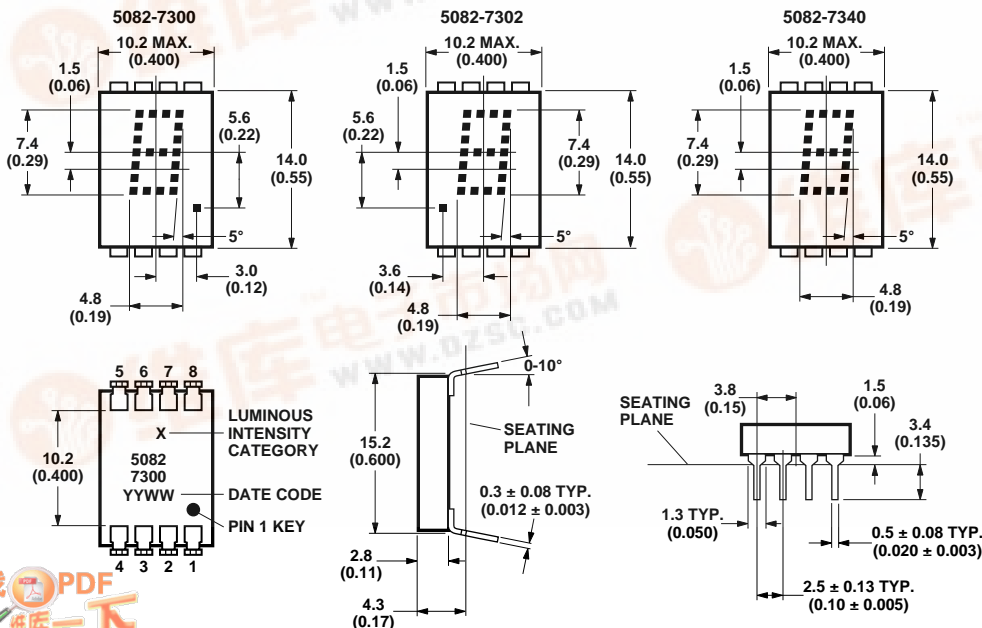 5082-7300
10.2 MAX.
(0.400)
1.5
(0.06)
7.4
(0.29)
5.6
(0.22)
14.0
(0.55)
5°
3.0
(0.12)
4.8
(0.19)
5082-7302
10.2 MAX.
(0.400)
1.5
(0.06)
5.6
(0.22)
7.4
(0.29)
14.0
(0.55)
5°
3.6
(0.14)
4.8
(0.19)
5082-7340
10.2 MAX.
(0.400)
1.5
(0.06)
7.4
(0.29)
14.0
(0.55)
5°
4.8
(0.19)
5 6 7 8
X
LUMINOUS
INTENSITY
CATEGORY
10.2
(0.400)
5082
7300
YYWW
DATE CODE
PIN 1 KEY
4 3 2 1
0-10°
SEATING
PLANE
15.2
(0.600)
0.3 ± 0.08 TYP.
(0.012 ± 0.003)
2.8
(0.11)
4.3
(0.17)
SEATING
PLANE
3.8
(0.15)
1.5
(0.06)
3.4
(0.135)
1.3 TYP.
(0.050)
0.5 ± 0.08 TYP.
(0.020 ± 0.003)
2.5 ± 0.13 TYP.
(0.10 ± 0.005)
维库电子市场网
WWW.DZSC.COM
PDF
一下